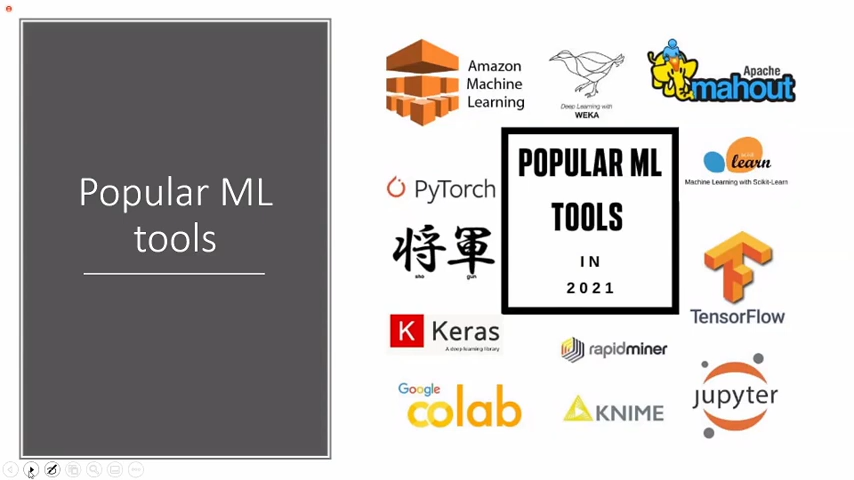 Popular ML
tools
Amazon
Machine
Learning
Deep Learning with
WEKA
Apache
mahout
PyTorch
POPULAR ML
TOOLS
IN
2021
learn
Machine Learning with Scikit-Learn
将軍
sho gun
TensorFlow
K Keras
A deep learning library
rapidminer
Google
colab
KNIME
jupyter